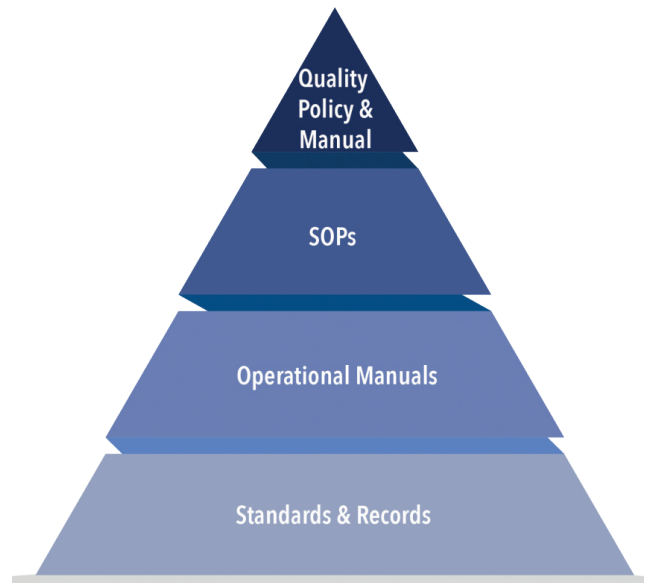 Quality
Policy &
Manual
SOPs
Operational Manuals
Standards & Records